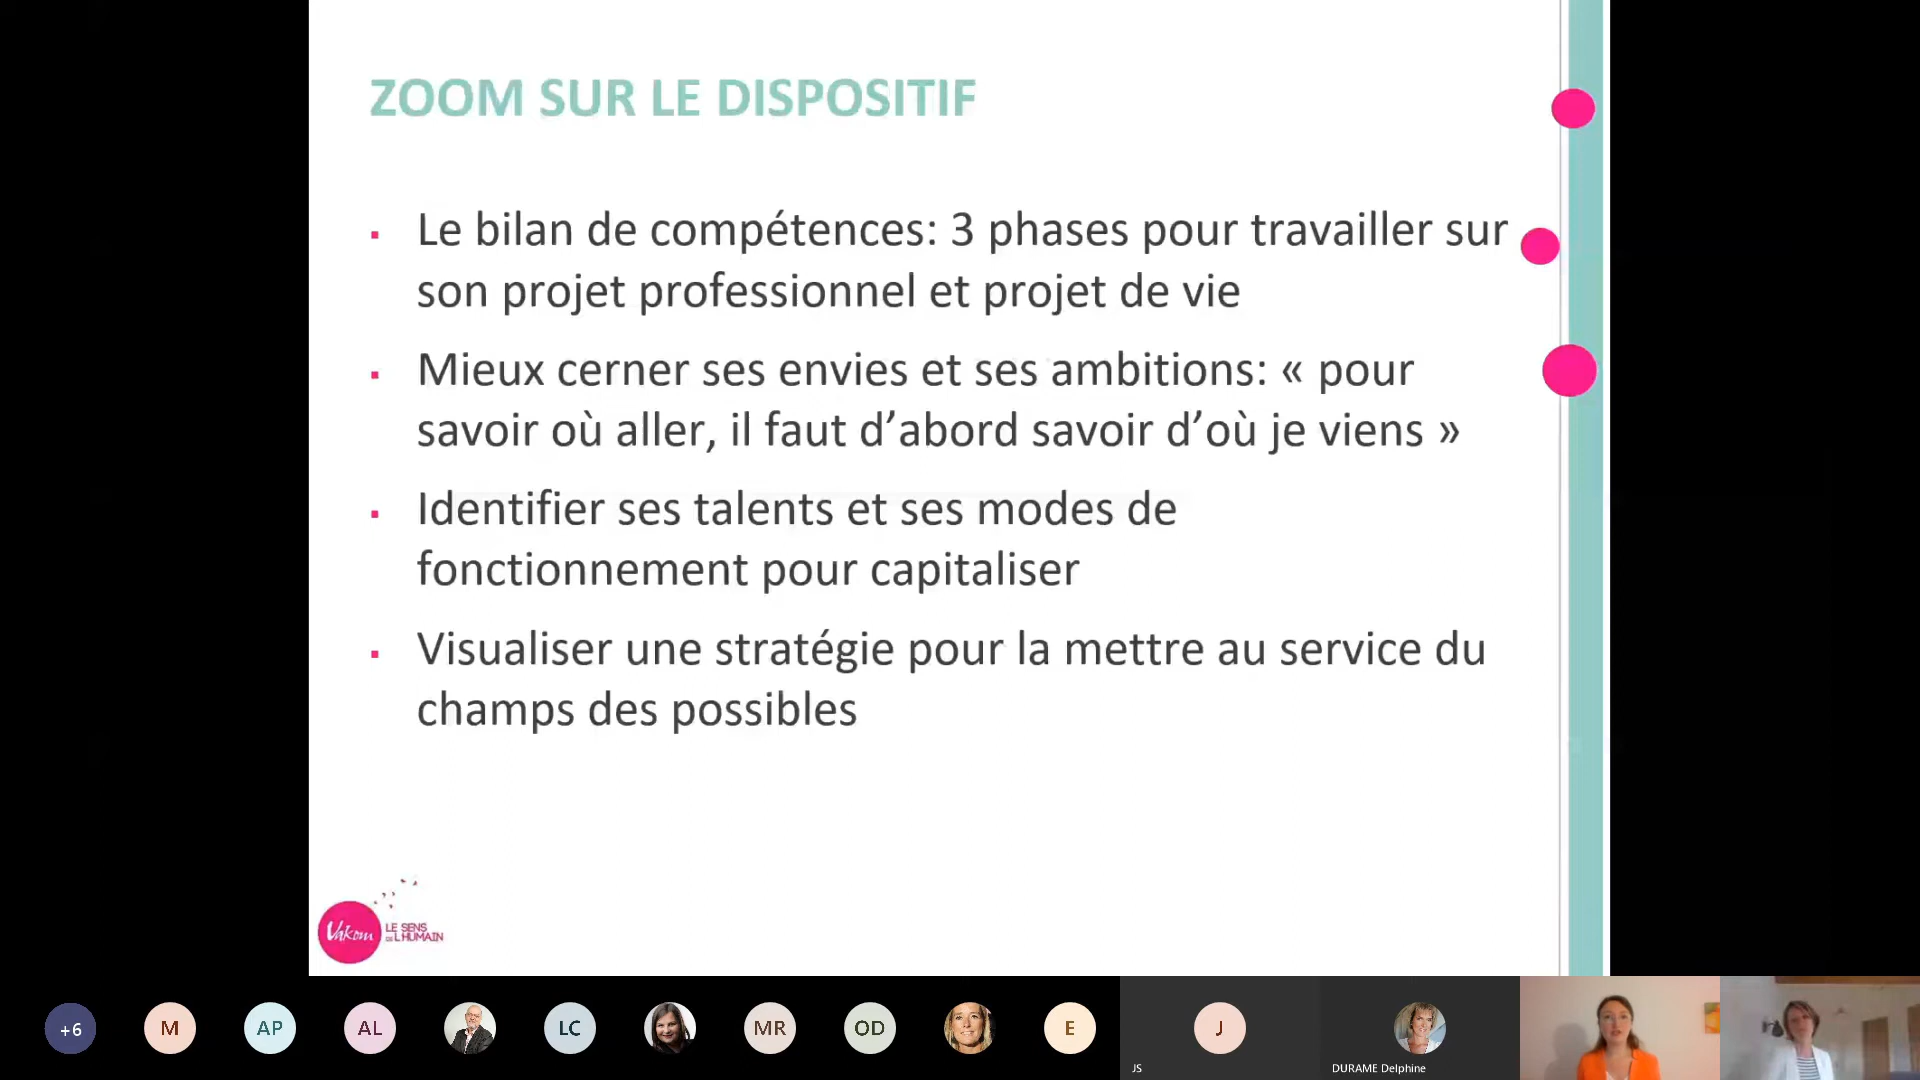 ZOOM SUR LE DISPOSITIF
▪ Le bilan de compétences: 3 phases pour travailler sur
son projet professionnel et projet de vie
▪ Mieux cerner ses envies et ses ambitions: « pour
savoir où aller, il faut d’abord savoir d’où je viens »
▪ Identifier ses talents et ses modes de
fonctionnement pour capitaliser
▪ Visualiser une stratégie pour la mettre au service du
champs des possibles
Vakom
LE SENS
DE L'HUMAIN
+6
M
AP
AL
LC
MR
OD
E
J
JS
DURAME Delphine